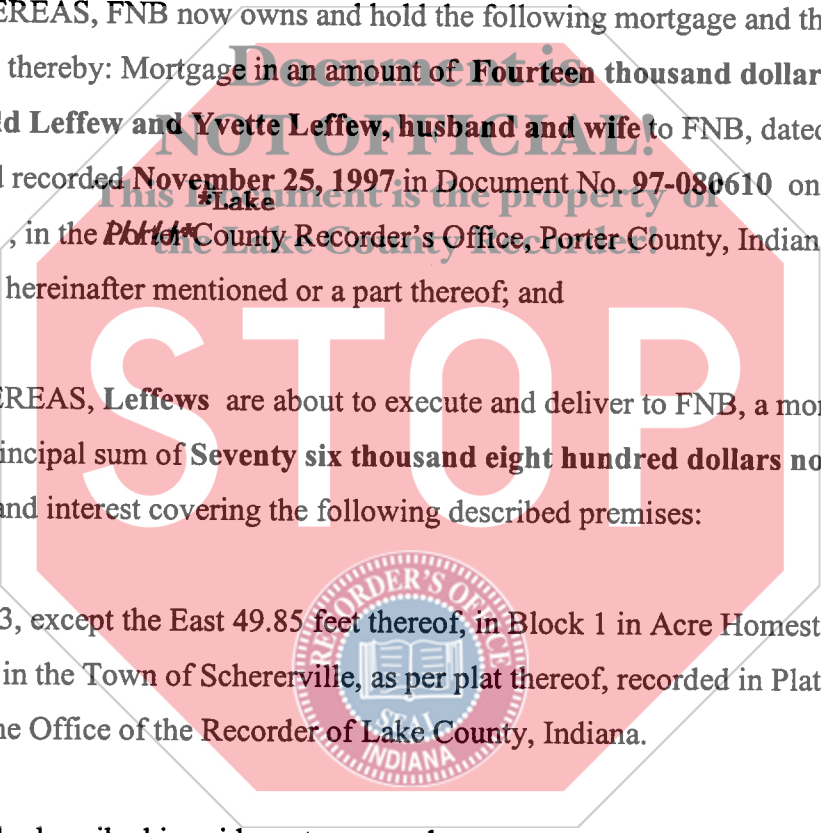 EREAS, FNB now owns and hold the following mortgage and th
thereby: Mortgage in an amount of Fourteen thousand dollar
d Leffew and Yvette Leffew, husband and wife to FNB, dated
recorded November 25, 1997 in Document No. 97-080610 on
*Lake
, in the Porter* County Recorder's Office, Porter County, Indian
hereinafter mentioned or a part thereof; and
EREAS, Leffews are about to execute and deliver to FNB, a mor
incipal sum of Seventy six thousand eight hundred dollars no
and interest covering the following described premises:
3, except the East 49.85 feet thereof, in Block 1 in Acre Homest
in the Town of Schererville, as per plat thereof, recorded in Plat
ne Office of the Recorder of Lake County, Indiana.
Document is
NOT OFFICIAL!
This Document is the property of
the Lake County Recorder!
STOP
RECORDER'S OFFICE
SEAL
INDIANA